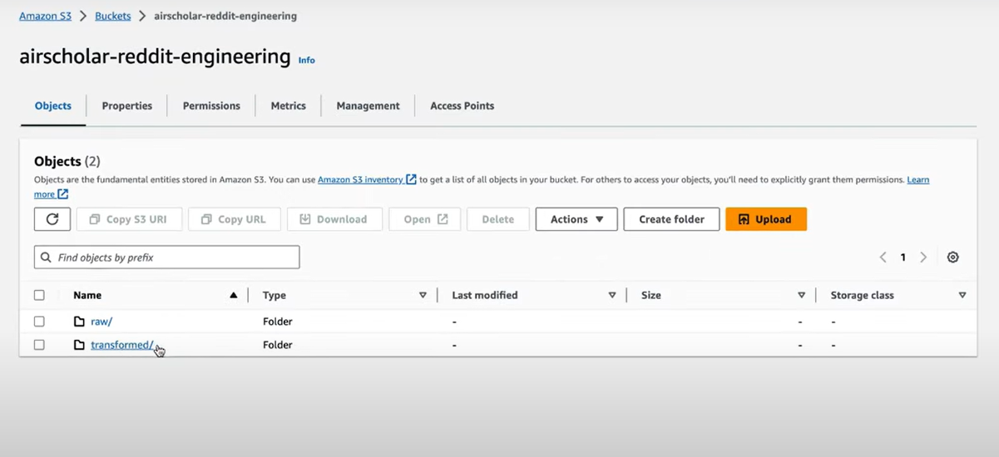 Amazon S3 > Buckets > airscholar-reddit-engineering
airscholar-reddit-engineering Info
Objects Properties Permissions Metrics Management Access Points
Objects (2)
Objects are the fundamental entities stored in Amazon S3. You can use Amazon S3 inventory to get a list of all objects in your bucket. For others to access your objects, you'll need to explicitly grant them permissions. Learn
more
Copy S3 URI Copy URL Download Open Delete Actions Create folder Upload
Find objects by prefix 1
Name Type Last modified Size Storage class
raw/ Folder - - -
transformed/ Folder - - -